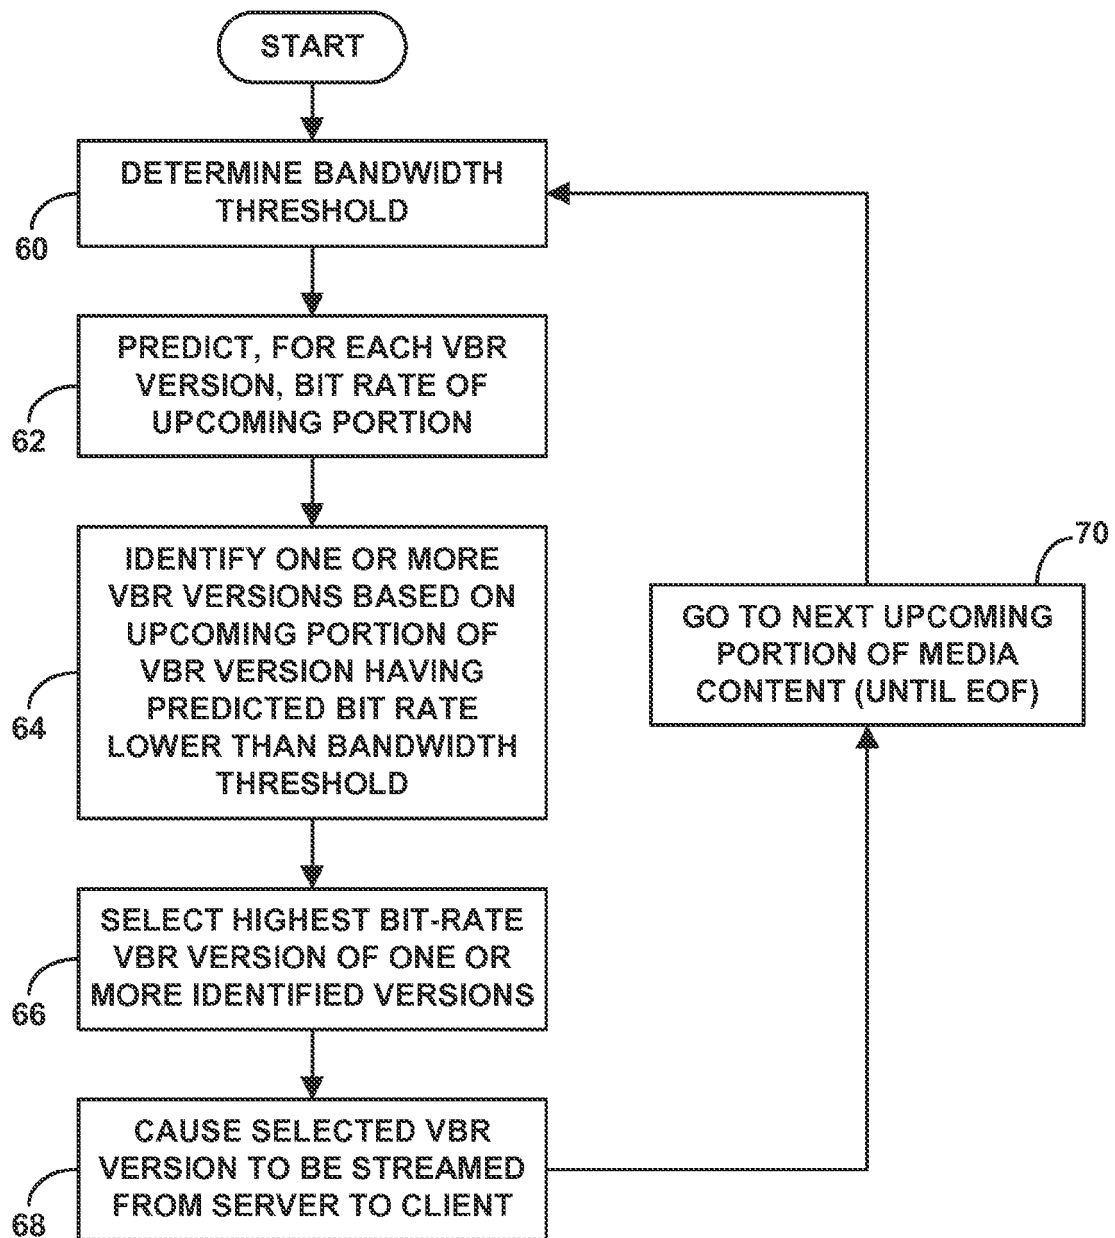 START
DETERMINE BANDWIDTH
THRESHOLD
60
PREDICT, FOR EACH VBR
VERSION, BIT RATE OF
UPCOMING PORTION
62
IDENTIFY ONE OR MORE
VBR VERSIONS BASED ON
UPCOMING PORTION OF
VBR VERSION HAVING
PREDICTED BIT RATE
LOWER THAN BANDWIDTH
THRESHOLD
64
SELECT HIGHEST BIT-RATE
VBR VERSION OF ONE OR
MORE IDENTIFIED VERSIONS
66
CAUSE SELECTED VBR
VERSION TO BE STREAMED
FROM SERVER TO CLIENT
68
70
GO TO NEXT UPCOMING
PORTION OF MEDIA
CONTENT (UNTIL EOF)